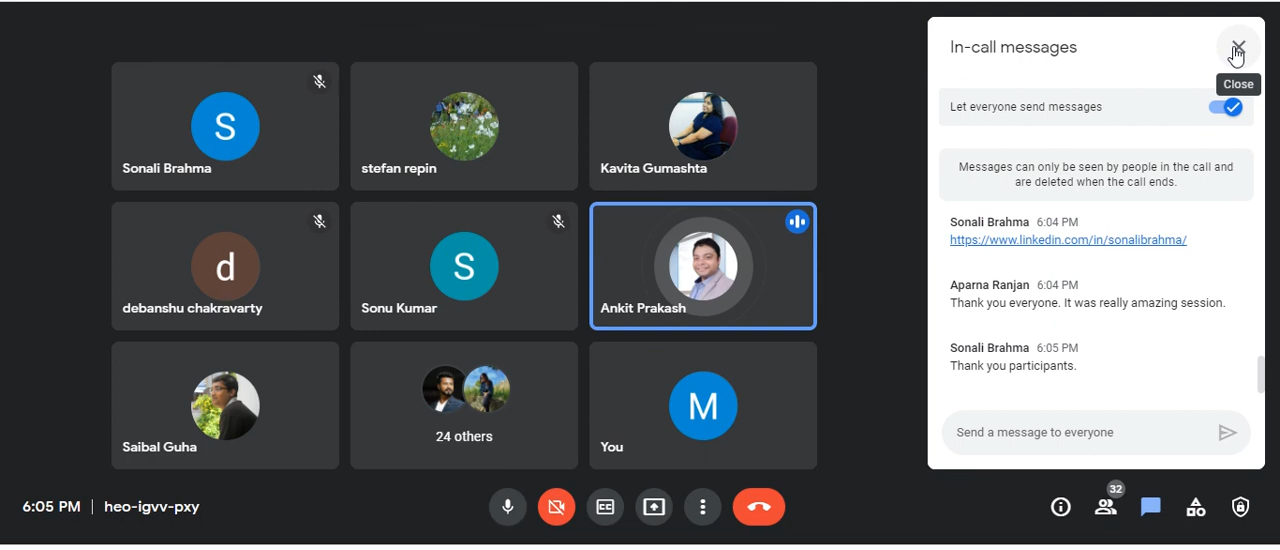 In-call messages
Close
Let everyone send messages
Messages can only be seen by people in the call and
are deleted when the call ends.
Sonali Brahma 6:04 PM
https://www.linkedin.com/in/sonalibrahma/
Aparna Ranjan 6:04 PM
Thank you everyone. It was really amazing session.
Sonali Brahma 6:05 PM
Thank you participants.
Send a message to everyone
S
Sonali Brahma
stefan repin
Kavita Gumashta
d
debanshu chakravarty
S
Sonu Kumar
Ankit Prakash
Saibal Guha
24 others
M
You
6:05 PM | heo-igvv-pxy
CC
32